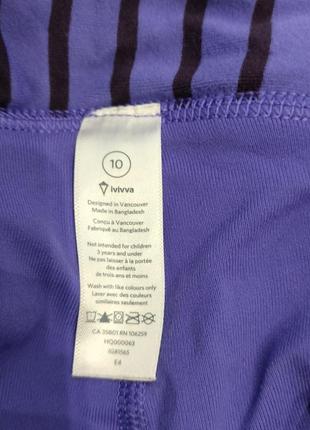 10
ivivva
Designed in Vancouver
Made in Bangladesh
Conçu à Vancouver
Fabriqué au Bangladesh
Not intended for children
3 years and under
Ne pas laisser à la portée
des enfants
de trois ans et moins
Wash with like colours only
Laver avec des couleurs
similaires seulement
CA 35801 RN 106259
HQ000063
E4